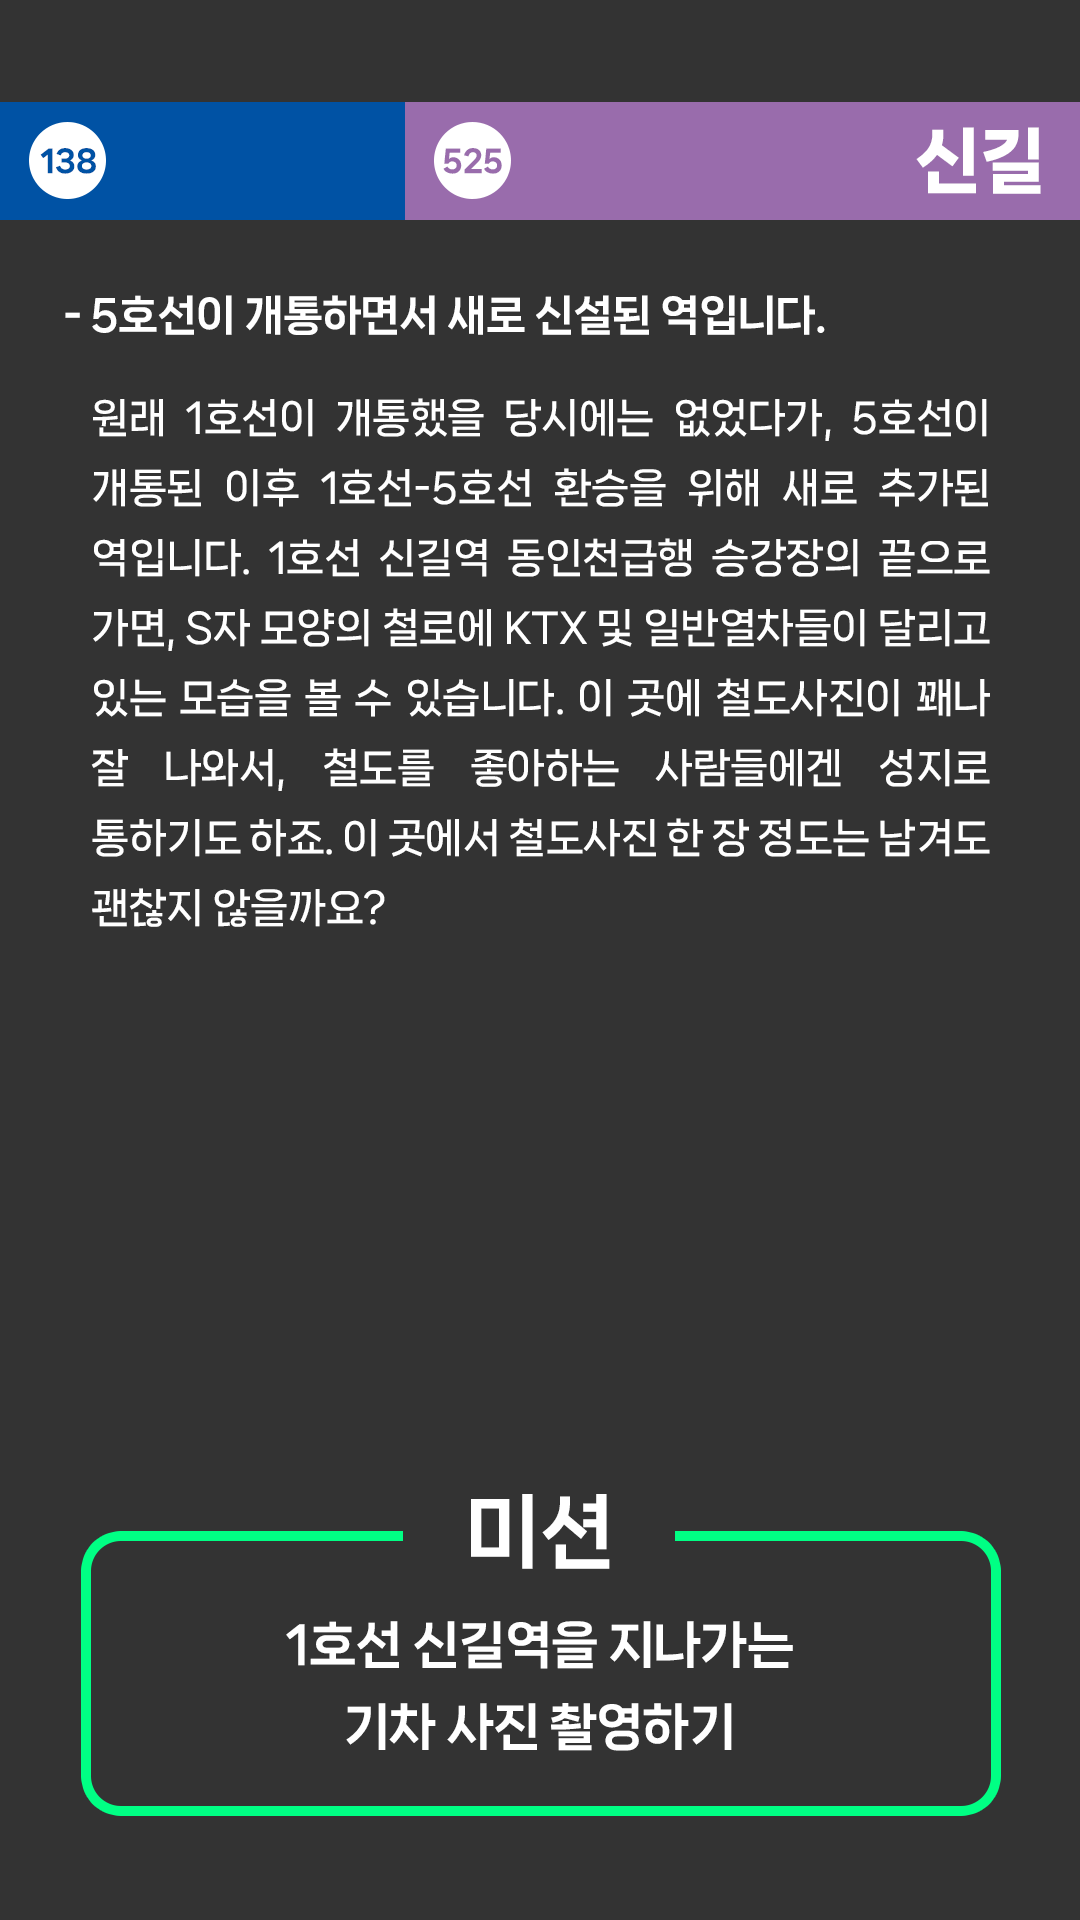 138 525 신길
- 5호선이 개통하면서 새로 신설된 역입니다.
원래 1호선이 개통했을 당시에는 없었다가, 5호선이
개통된 이후 1호선-5호선 환승을 위해 새로 추가된
역입니다. 1호선 신길역 동인천급행 승강장의 끝으로
가면, S자 모양의 철로에 KTX 및 일반열차들이 달리고
있는 모습을 볼 수 있습니다. 이 곳에 철도사진이 꽤나
잘 나와서, 철도를 좋아하는 사람들에겐 성지로
통하기도 하죠. 이 곳에서 철도사진 한 장 정도는 남겨도
괜찮지 않을까요?
미션
1호선 신길역을 지나가는
기차 사진 촬영하기